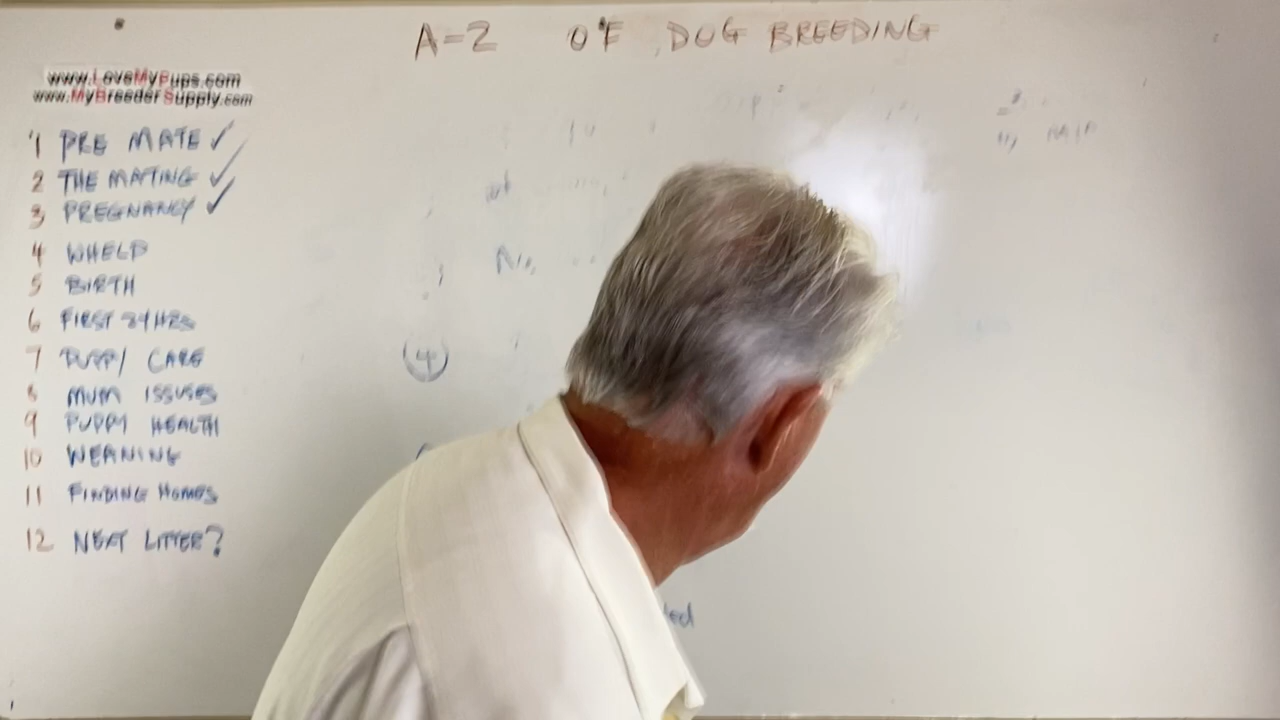 A-Z OF DOG BREEDING
www.LoveMyPups.com
www.MyBreederSupply.com
1 PRE MATE ✓
2 THE MATING ✓
3 PREGNANCY ✓
4 WHELP
5 BIRTH
6 FIRST 24HRS
7 PUPPY CARE
8 MUM ISSUSES
9 PUPPY HEALTH
10 WEANING
11 FINDING HOMES
12 NEXT LITTER?
(4)